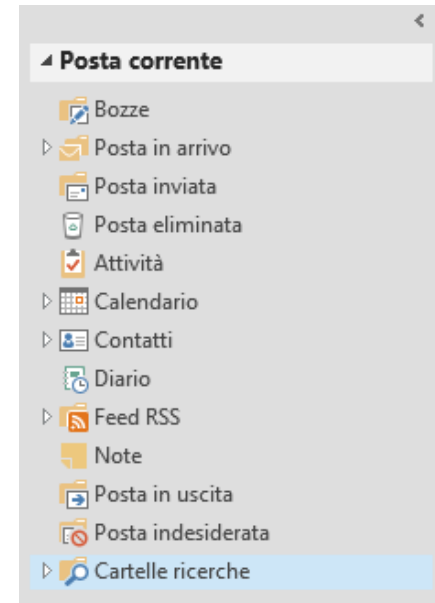 Posta corrente
Bozze
Posta in arrivo
Posta inviata
Posta eliminata
Attività
Calendario
Contatti
Diario
Feed RSS
Note
Posta in uscita
Posta indesiderata
Cartelle ricerche